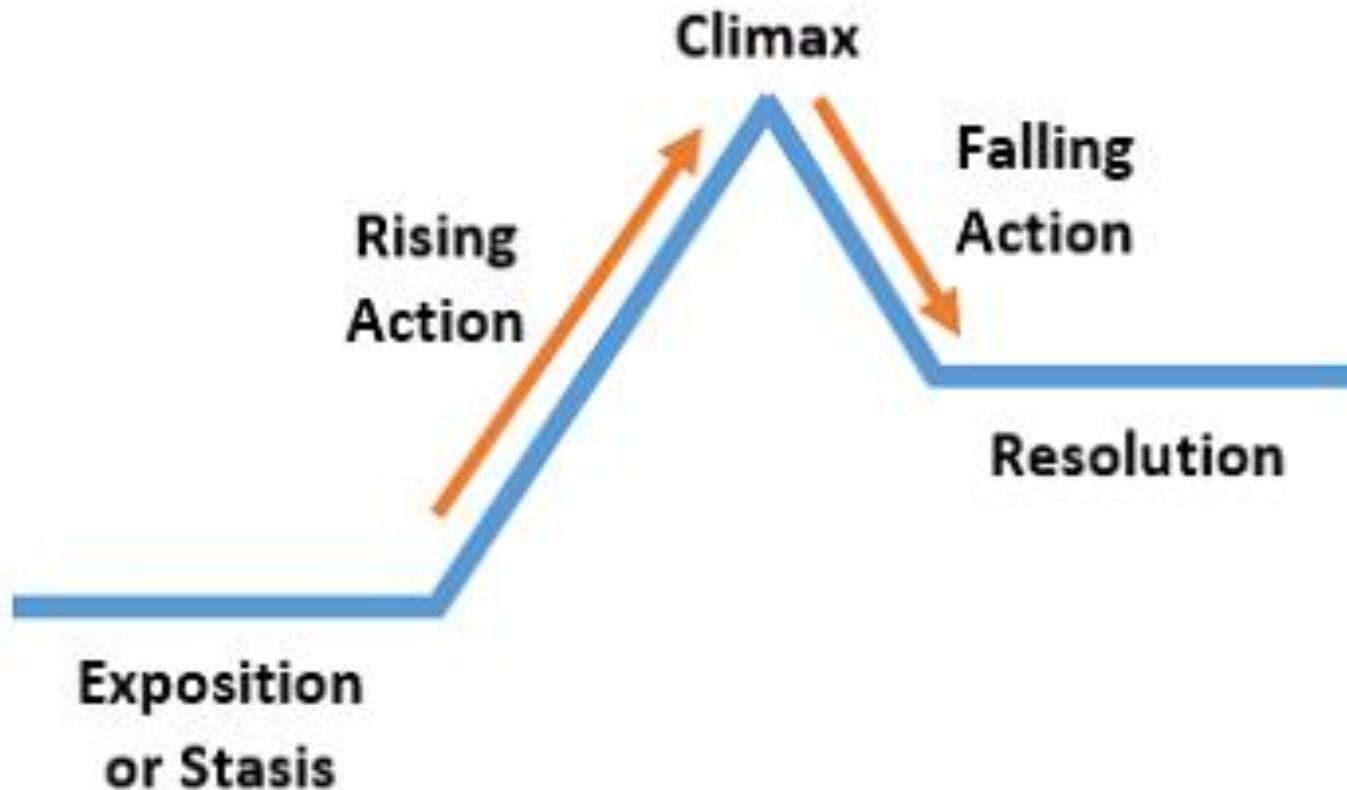 Climax
Rising
Action
Falling
Action
Resolution
Exposition
or Stasis